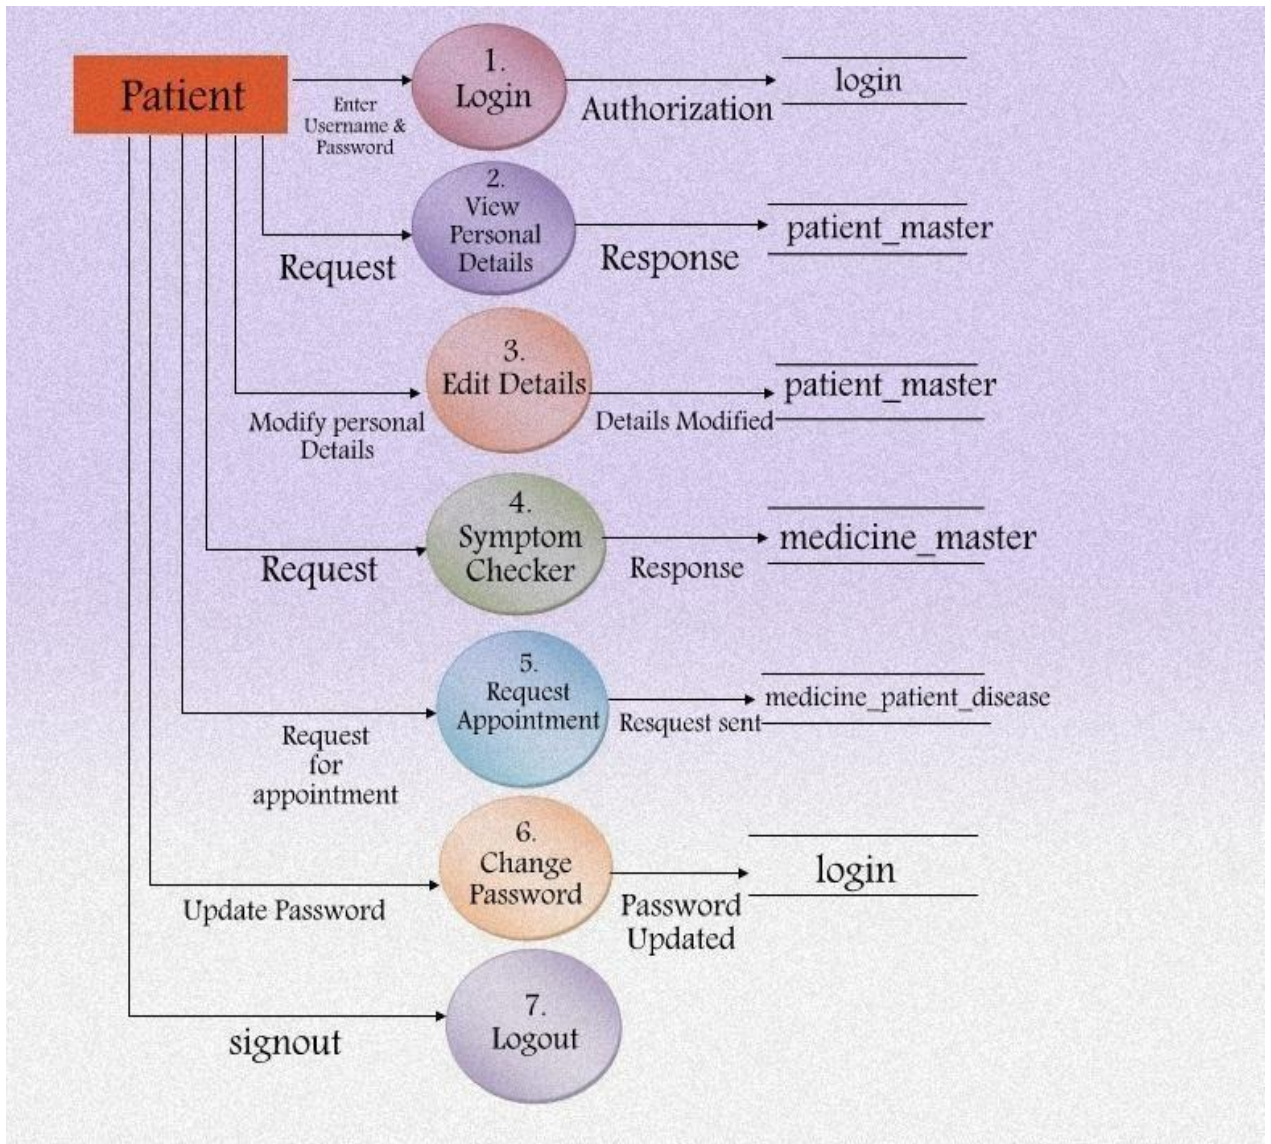 Patient
Enter
Username &
Password
1.
Login
Authorization
login
Request
2.
View
Personal
Details
Response
patient_master
Modify personal
Details
3.
Edit Details
Details Modified
patient_master
Request
4.
Symptom
Checker
Response
medicine_master
Request
for
appointment
5.
Request
Appointment
Resquest sent
medicine_patient_disease
Update Password
6.
Change
Password
Password
Updated
login
signout
7.
Logout